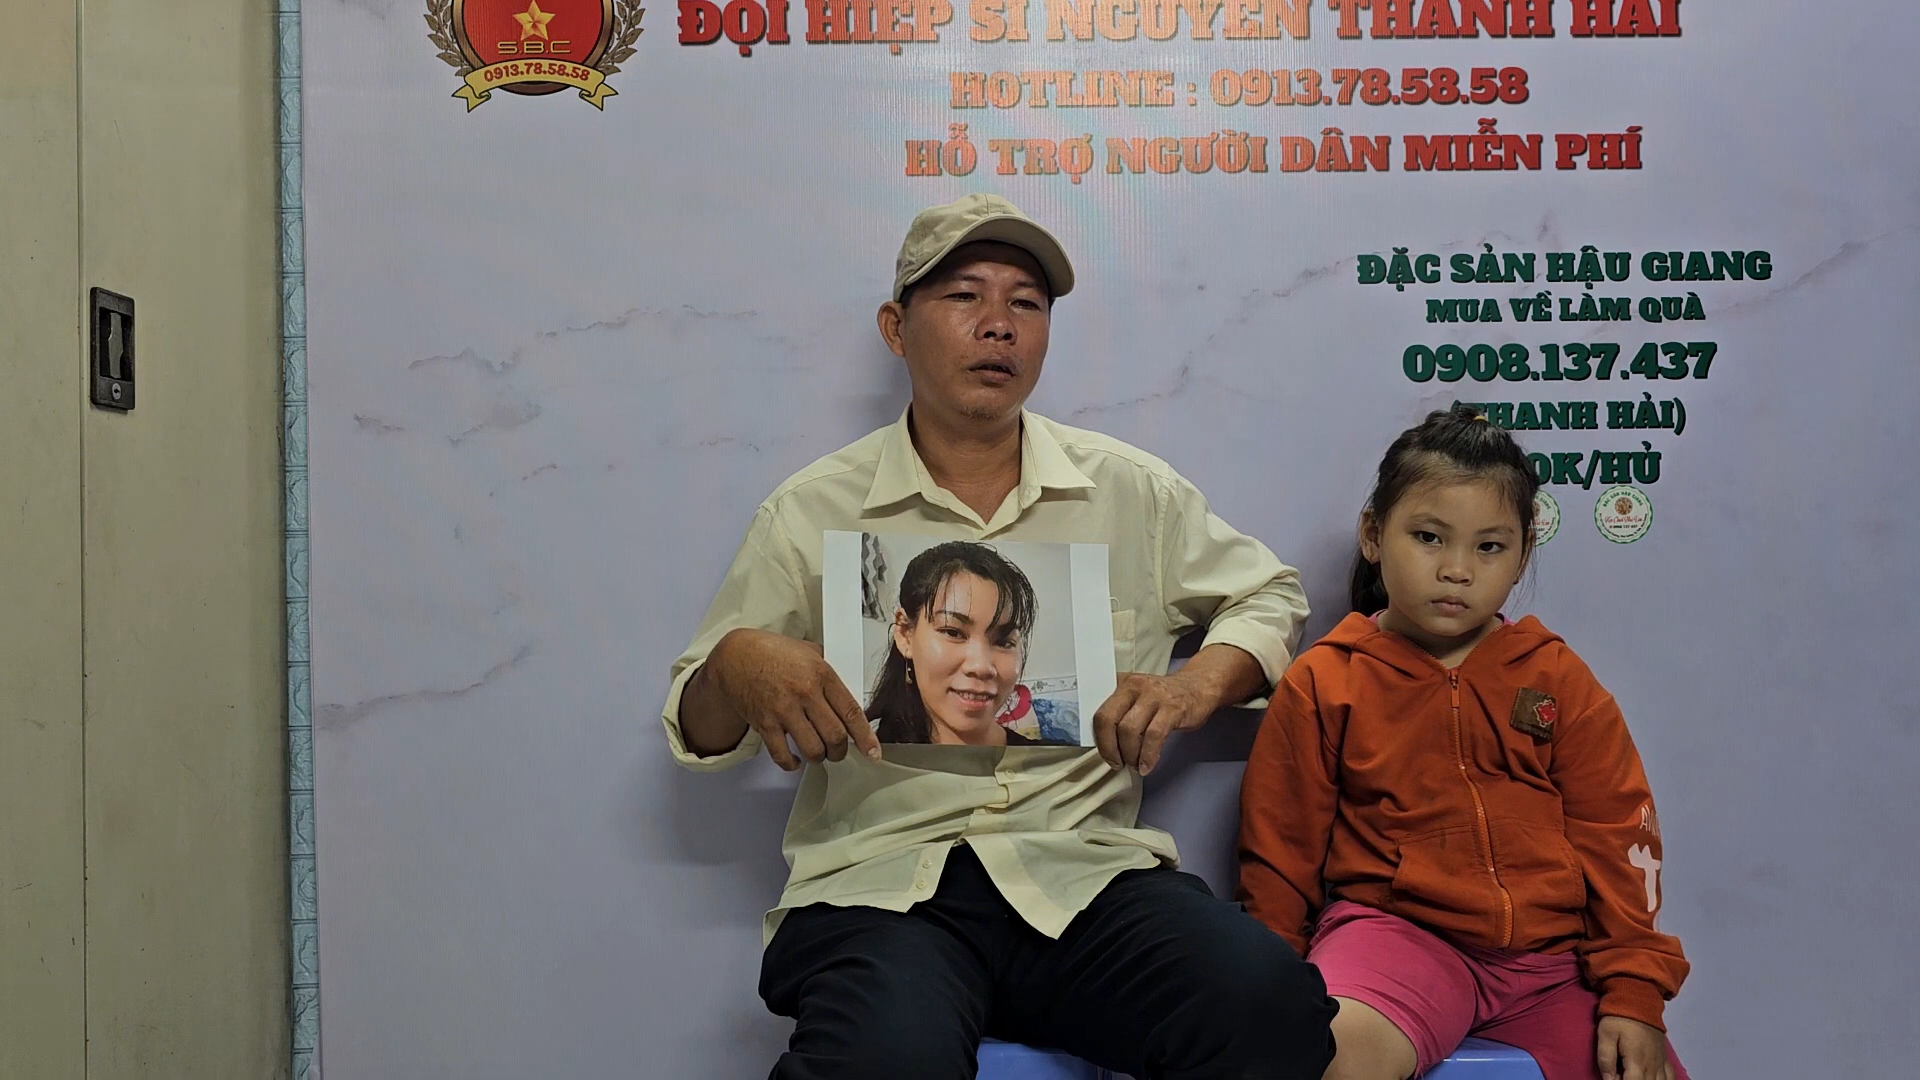 S.B.C
0913.78.58.58
ĐỘI HIỆP SĨ NGUYỄN THANH HẢI
HOTLINE : 0913.78.58.58
HỖ TRỢ NGƯỜI DÂN MIỄN PHÍ
ĐẶC SẢN HẬU GIANG
MUA VỀ LÀM QUÀ
0908.137.437
(THANH HẢI)
0K/HỦ